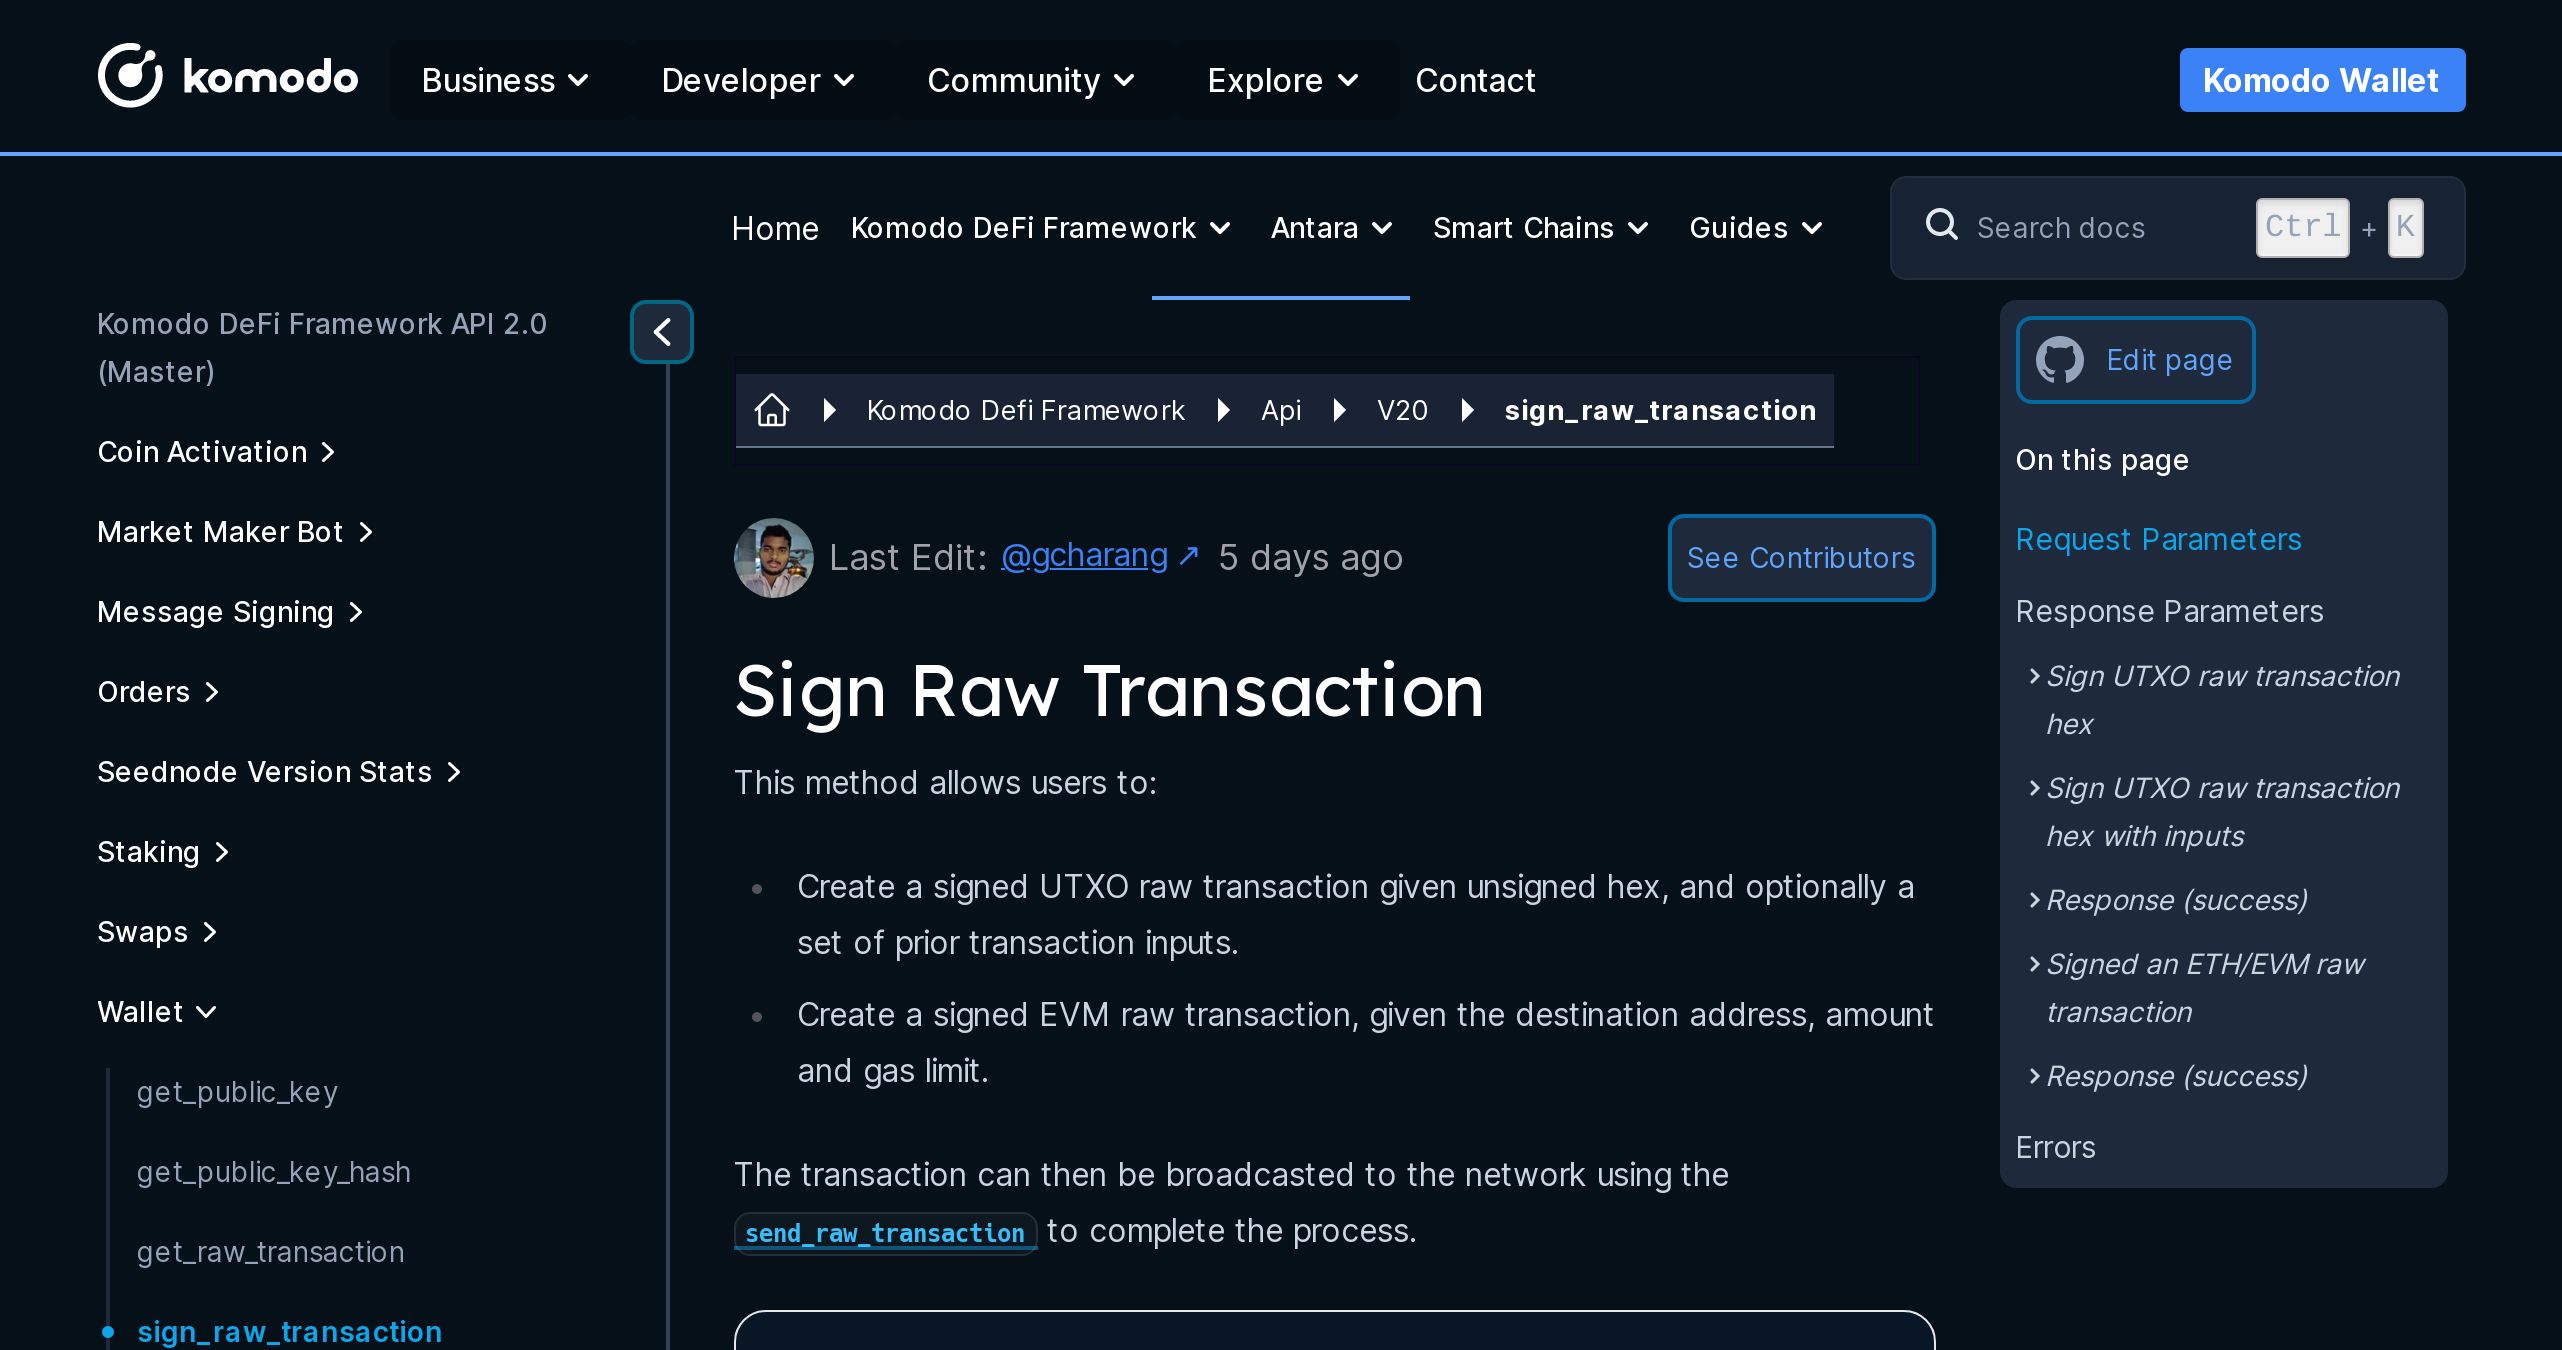 komodo
Business
Developer
Community
Explore
Contact
Komodo Wallet
Home
Komodo DeFi Framework
Antara
Smart Chains
Guides
Search docs
Ctrl + K
Komodo DeFi Framework API 2.0
(Master)
Coin Activation
Market Maker Bot
Message Signing
Orders
Seednode Version Stats
Staking
Swaps
Wallet
get_public_key
get_public_key_hash
get_raw_transaction
sign_raw_transaction
Komodo Defi Framework
Api
V20
sign_raw_transaction
Last Edit: @gcharang ↗ 5 days ago
See Contributors
Sign Raw Transaction
This method allows users to:
Create a signed UTXO raw transaction given unsigned hex, and optionally a
set of prior transaction inputs.
Create a signed EVM raw transaction, given the destination address, amount
and gas limit.
The transaction can then be broadcasted to the network using the
send_raw_transaction to complete the process.
Edit page
On this page
Request Parameters
Response Parameters
Sign UTXO raw transaction
hex
Sign UTXO raw transaction
hex with inputs
Response (success)
Signed an ETH/EVM raw
transaction
Response (success)
Errors